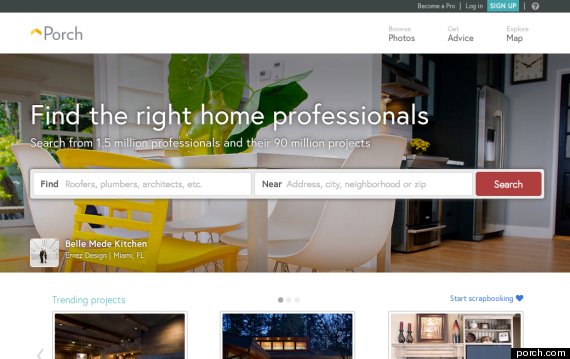 Become a Pro | Log in SIGN UP | ?
Porch
Browse
Photos
Get
Advice
Explore
Map
Find the right home professionals
Search from 1.5 million professionals and their 90 million projects
Find Roofers, plumbers, architects, etc.
Near Address, city, neighborhood or zip
Search
Belle Mede Kitchen
Errez Design | Miami, FL
Trending projects
Start scrapbooking
porch.com